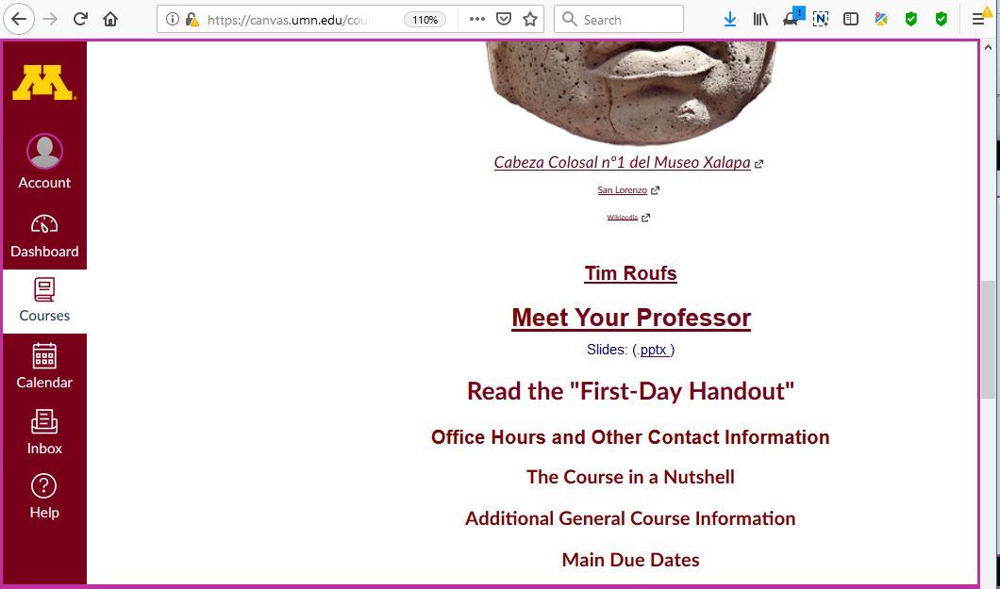 https://canvas.umn.edu/cou
110%
Search
M
Account
Dashboard
Courses
Calendar
Inbox
Help
Cabeza Colosal nº1 del Museo Xalapa
San Lorenzo
Wikipedia
Tim Roufs
Meet Your Professor
Slides: (.pptx )
Read the "First-Day Handout"
Office Hours and Other Contact Information
The Course in a Nutshell
Additional General Course Information
Main Due Dates